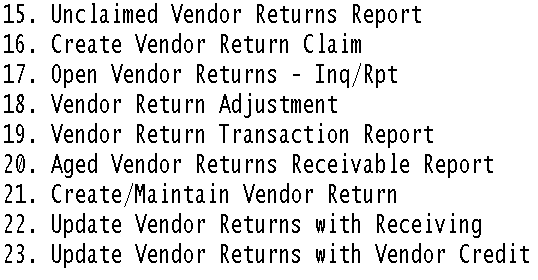 15. Unclaimed Vendor Returns Report
16. Create Vendor Return Claim
17. Open Vendor Returns - Inq/Rpt
18. Vendor Return Adjustment
19. Vendor Return Transaction Report
20. Aged Vendor Returns Receivable Report
21. Create/Maintain Vendor Return
22. Update Vendor Returns with Receiving
23. Update Vendor Returns with Vendor Credit